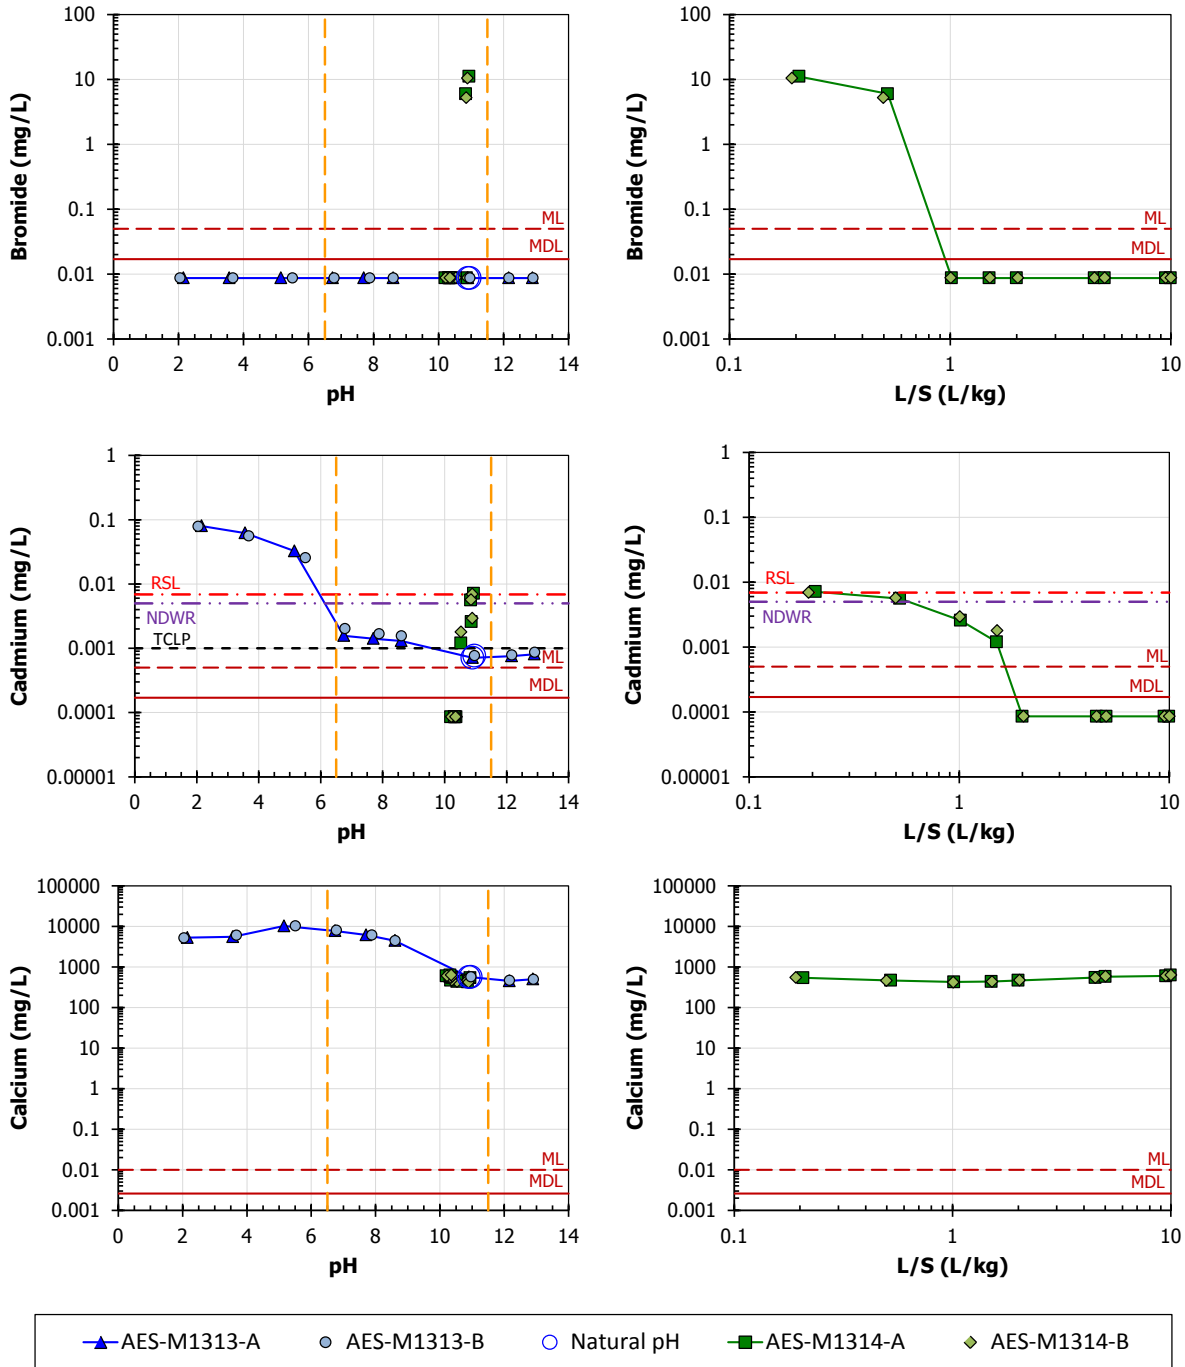 Bromide (mg/L)
100
10
1
0.1
0.01
0.001
ML
MDL
0 2 4 6 8 10 12 14
pH
Bromide (mg/L)
100
10
1
0.1
0.01
0.001
ML
MDL
0.1 1 10
L/S (L/kg)
Cadmium (mg/L)
1
0.1
0.01
0.001
0.0001
0.00001
RSL
NDWR
TCLP
ML
MDL
0 2 4 6 8 10 12 14
pH
Cadmium (mg/L)
1
0.1
0.01
0.001
0.0001
0.00001
RSL
NDWR
ML
MDL
0.1 1 10
L/S (L/kg)
Calcium (mg/L)
100000
10000
1000
100
10
1
0.1
0.01
0.001
ML
MDL
0 2 4 6 8 10 12 14
pH
Calcium (mg/L)
100000
10000
1000
100
10
1
0.1
0.01
0.001
ML
MDL
0.1 1 10
L/S (L/kg)
AES-M1313-A AES-M1313-B Natural pH AES-M1314-A AES-M1314-B